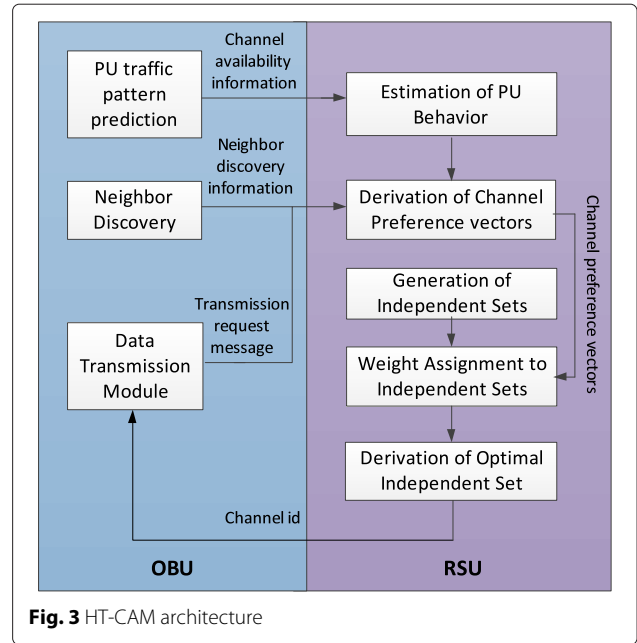 PU traffic
pattern
prediction
Channel
availability
information
Estimation of PU
Behavior
Neighbor
Discovery
Neighbor
discovery
information
Derivation of Channel
Preference vectors
Channel preference vectors
Generation of
Independent Sets
Transmission
request
message
Data
Transmission
Module
Weight Assignment to
Independent Sets
Derivation of Optimal
Independent Set
Channel id
OBU
RSU
Fig. 3 HT-CAM architecture